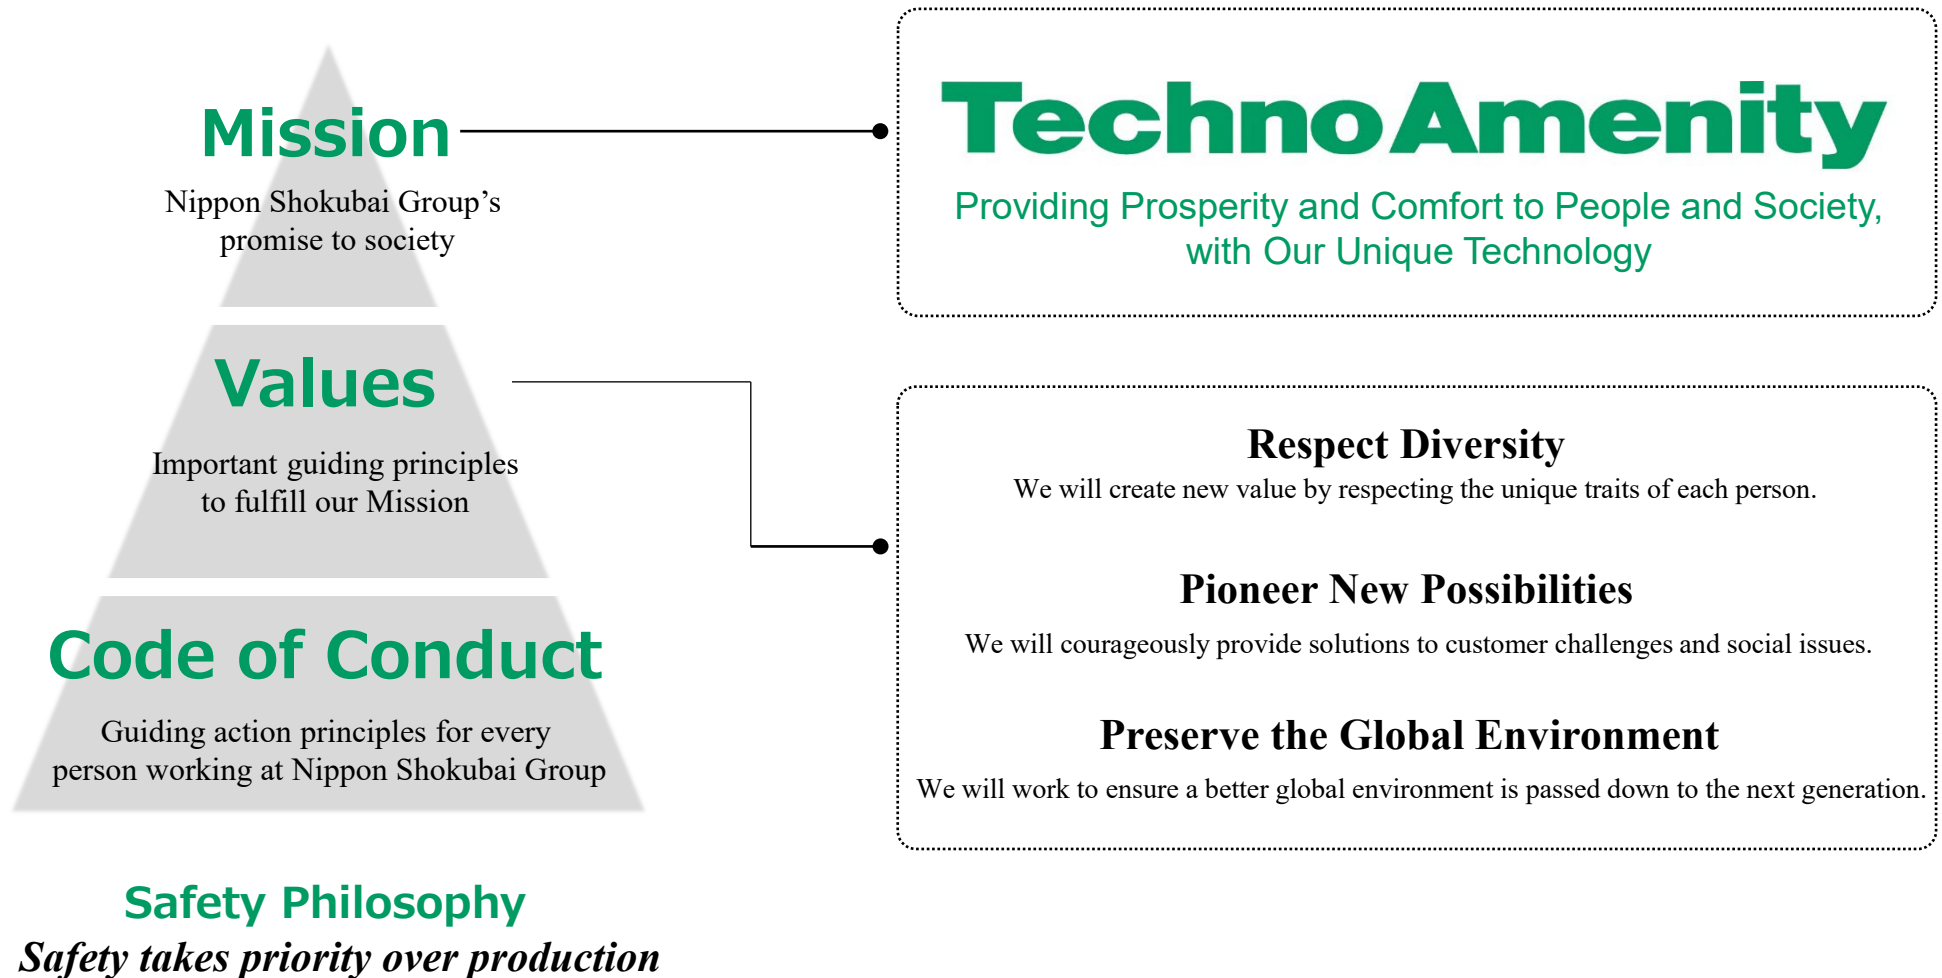 Mission
Nippon Shokubai Group’s
promise to society
TechnoAmenity
Providing Prosperity and Comfort to People and Society,
with Our Unique Technology
Values
Important guiding principles
to fulfill our Mission
Respect Diversity
We will create new value by respecting the unique traits of each person.
Pioneer New Possibilities
We will courageously provide solutions to customer challenges and social issues.
Preserve the Global Environment
We will work to ensure a better global environment is passed down to the next generation.
Code of Conduct
Guiding action principles for every
person working at Nippon Shokubai Group
Safety Philosophy
Safety takes priority over production